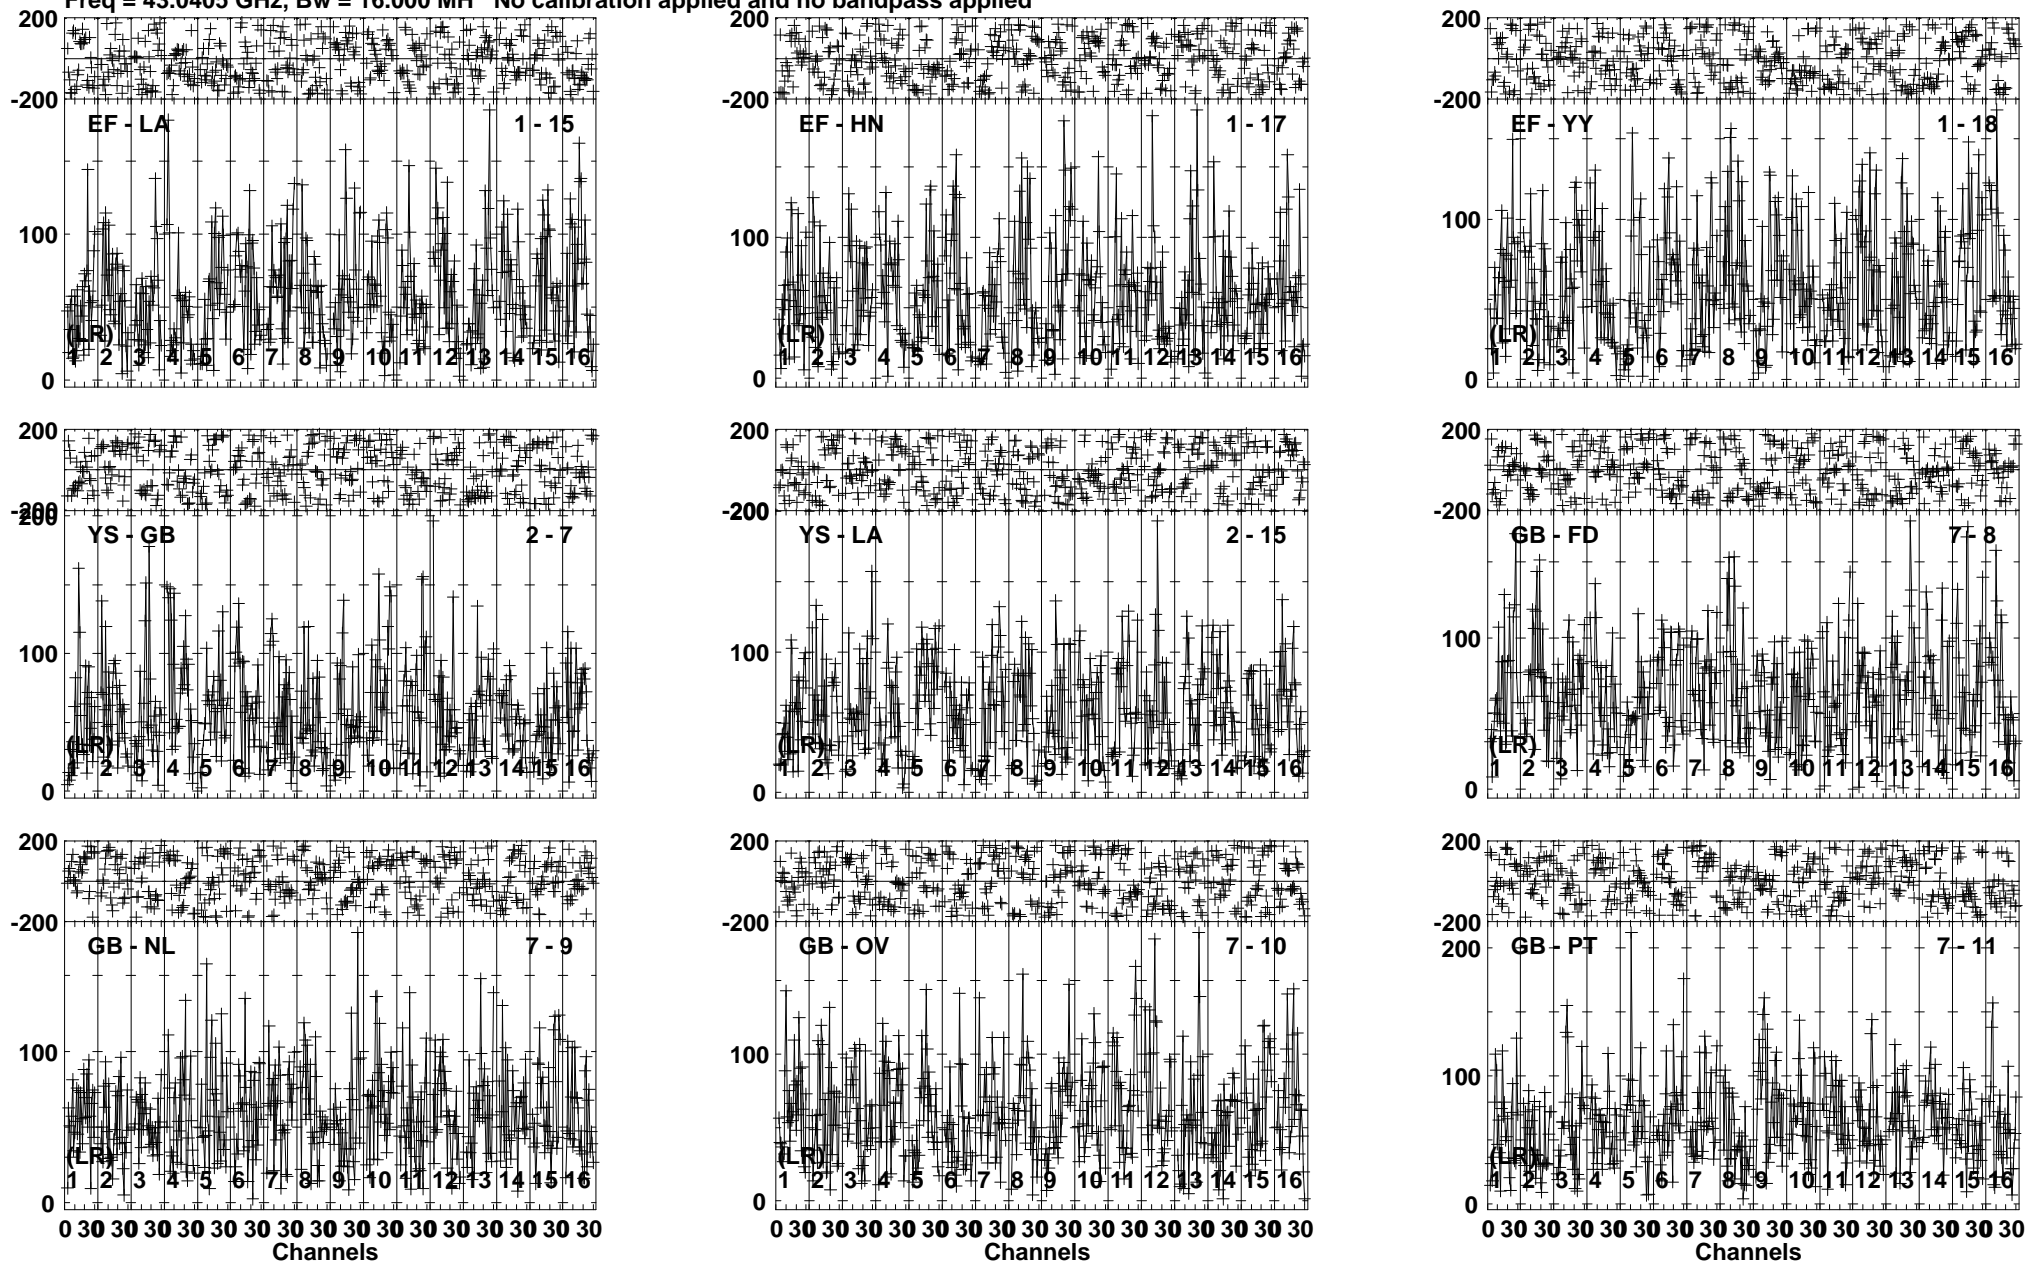 Freq = 43.0405 GHz, Bw = 16.000 MH No calibration applied and no bandpass applied
200 200 200
-200 -200 -200
EF - LA 1 - 15 EF - HN 1 - 17 EF - YY 1 - 18
100 100 100
(LR) (LR) (LR)
1 2 3 4 5 6 7 8 9 10 11 12 13 14 15 16 1 2 3 4 5 6 7 8 9 10 11 12 13 14 15 16 1 2 3 4 5 6 7 8 9 10 11 12 13 14 15 16
0 0 0
200 200 200
-200 -200 -200
200
YS - GB 2 - 7 YS - LA 2 - 15 GB - FD 7 - 8
100 100 100
(LR) (LR) (LR)
1 2 3 4 5 6 7 8 9 10 11 12 13 14 15 16 1 2 3 4 5 6 7 8 9 10 11 12 13 14 15 16 1 2 3 4 5 6 7 8 9 10 11 12 13 14 15 16
0 0 0
200 200 200
-200 -200 -200
GB - NL 7 - 9 GB - OV 7 - 10 GB - PT 7 - 11
200
100 100 100
(LR) (LR) (LR)
1 2 3 4 5 6 7 8 9 10 11 12 13 14 15 16 1 2 3 4 5 6 7 8 9 10 11 12 13 14 15 16 1 2 3 4 5 6 7 8 9 10 11 12 13 14 15 16
0 0 0
0 30 30 30 30 30 30 30 30 30 30 30 30 30 30 30 30 0 30 30 30 30 30 30 30 30 30 30 30 30 30 30 30 30 0 30 30 30 30 30 30 30 30 30 30 30 30 30 30 30 30
Channels Channels Channels